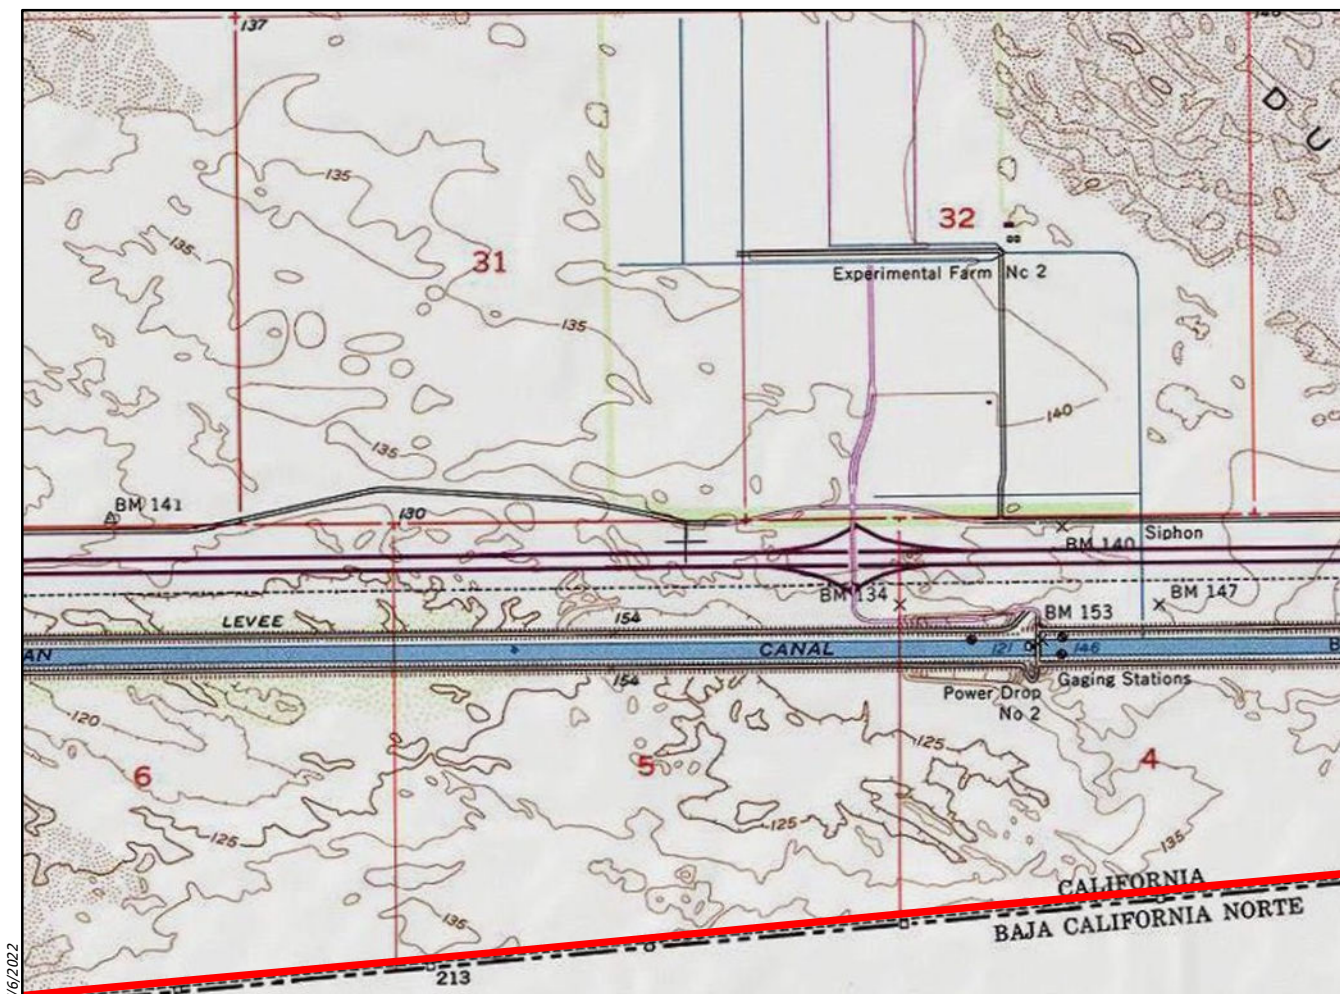 137
D
U
135
32
135
31
Experimental Farm No 2
135
140
135
BM 141
130
Siphon
BM 140
BM 134
BM 147
154
BM 153
LEVEE
AN
CANAL
121
146
B
154
Gaging Stations
Power Drop
No 2
120
125
6
5
4
125
125
135
135
CALIFORNIA
BAJA CALIFORNIA NORTE
213
/6/2022